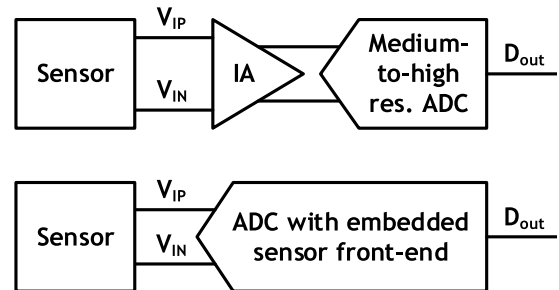 V_IP
Sensor
IA
Medium-
to-high
res. ADC
D_out
V_IN
V_IP
Sensor
ADC with embedded
sensor front-end
D_out
V_IN